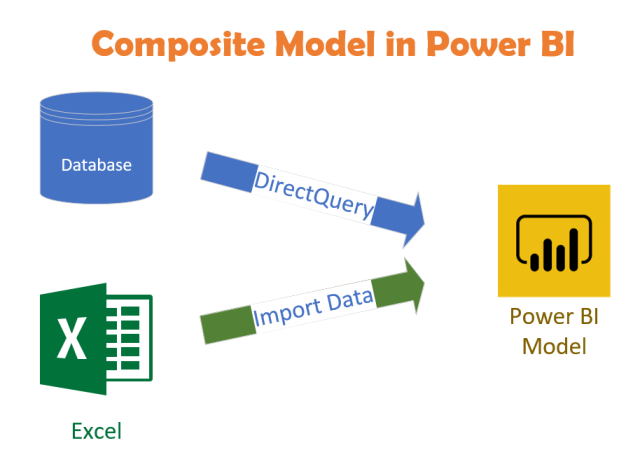 Composite Model in Power BI
Database
DirectQuery
Import Data
X
Excel
Power BI
Model